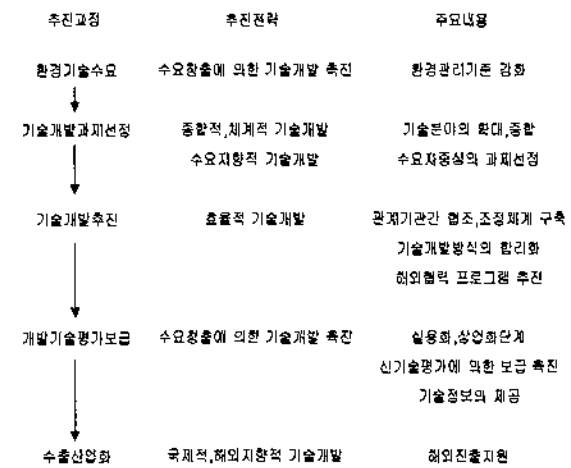 추진과정 추진전략 주요내용
환경기술수요 수요창출에 의한 기술개발 촉진 환경관리기준 강화
기술개발과제선정 종합적,체계적 기술개발 기술분야의 확대,종합
수요지향적 기술개발 수요자중심의 과제선정
기술개발추진 효율적 기술개발 관계기관간 협조,조정체계 구축
기술개발방식의 합리화
해외협력 프로그램 추진
개발기술평가보급 수요창출에 의한 기술개발 촉진 실용화,상업화단계
신기술평가에 의한 보급 촉진
기술정보의 제공
수출산업화 국제적,해외지향적 기술개발 해외진출지원